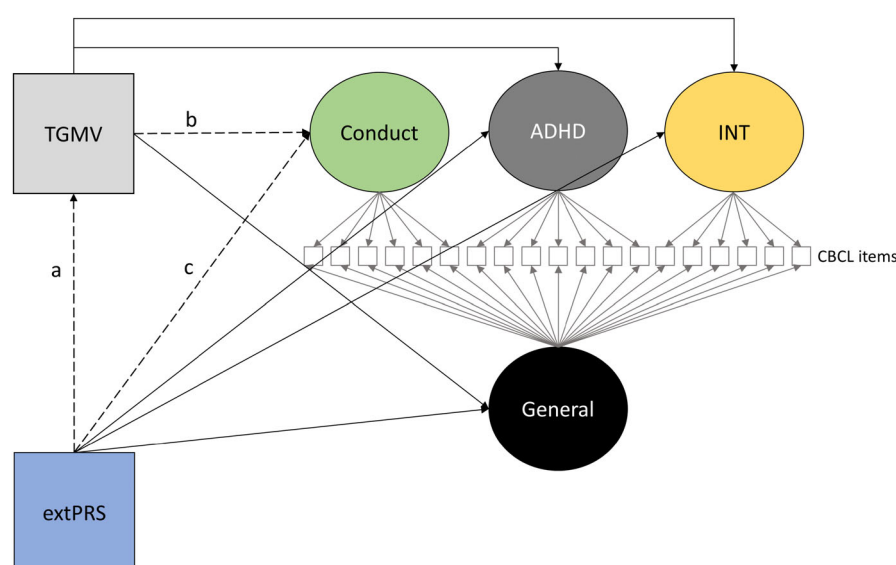 TGMV
b
Conduct
ADHD
INT
a
c
CBCL items
General
extPRS